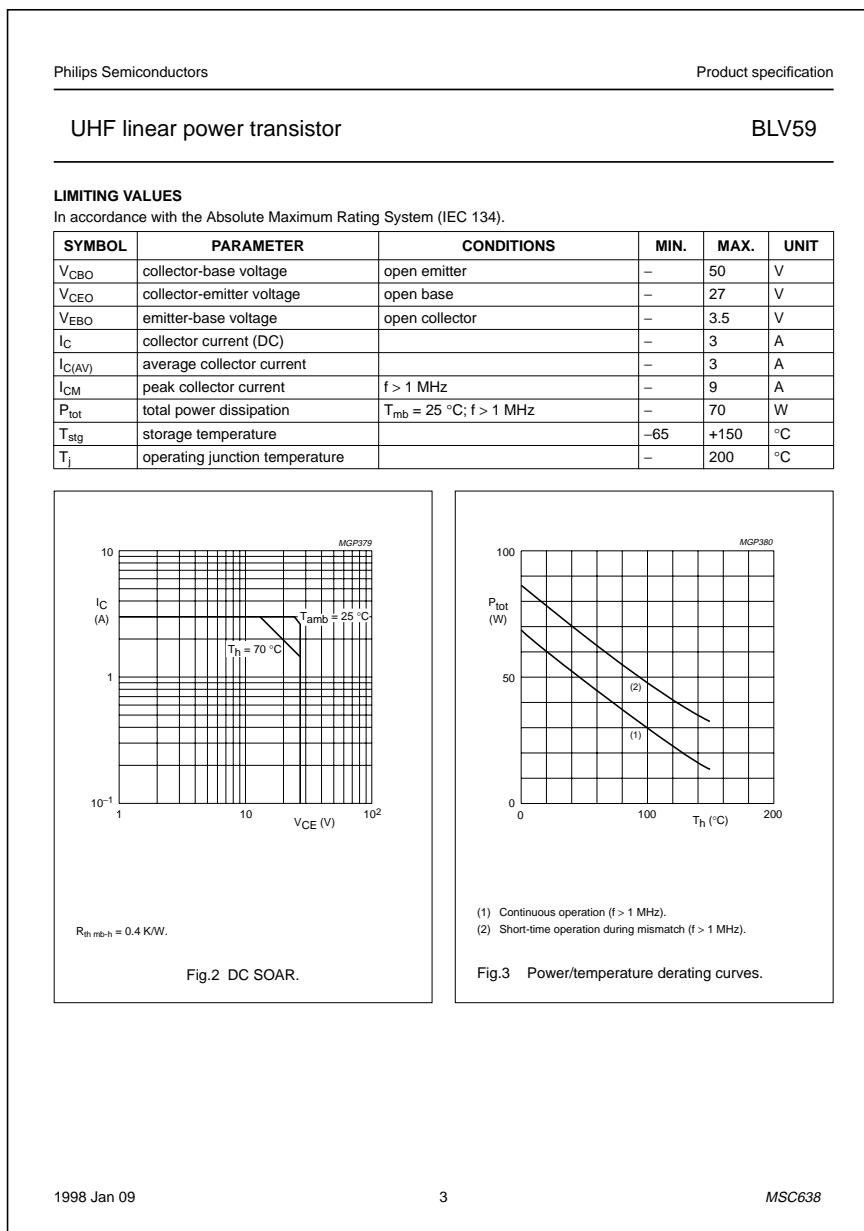 Philips Semiconductors Product specification
UHF linear power transistor BLV59
LIMITING VALUES
In accordance with the Absolute Maximum Rating System (IEC 134).
SYMBOL PARAMETER CONDITIONS MIN. MAX. UNIT
VCBO collector-base voltage open emitter – 50 V
VCEO collector-emitter voltage open base – 27 V
VEBO emitter-base voltage open collector – 3.5 V
IC collector current (DC) – 3 A
IC(AV) average collector current – 3 A
ICM peak collector current f > 1 MHz – 9 A
Ptot total power dissipation Tmb = 25 °C; f > 1 MHz – 70 W
Tstg storage temperature –65 +150 °C
Tj operating junction temperature – 200 °C
MGP379
10
IC
(A)
Tamb = 25 °C
Th = 70 °C
1
10–1
1 10 VCE (V) 102
Rth mb-h = 0.4 K/W.
Fig.2 DC SOAR.
MGP380
100
Ptot
(W)
50
(2)
(1)
0
0 100 Th (°C) 200
(1) Continuous operation (f > 1 MHz).
(2) Short-time operation during mismatch (f > 1 MHz).
Fig.3 Power/temperature derating curves.
1998 Jan 09 3 MSC638